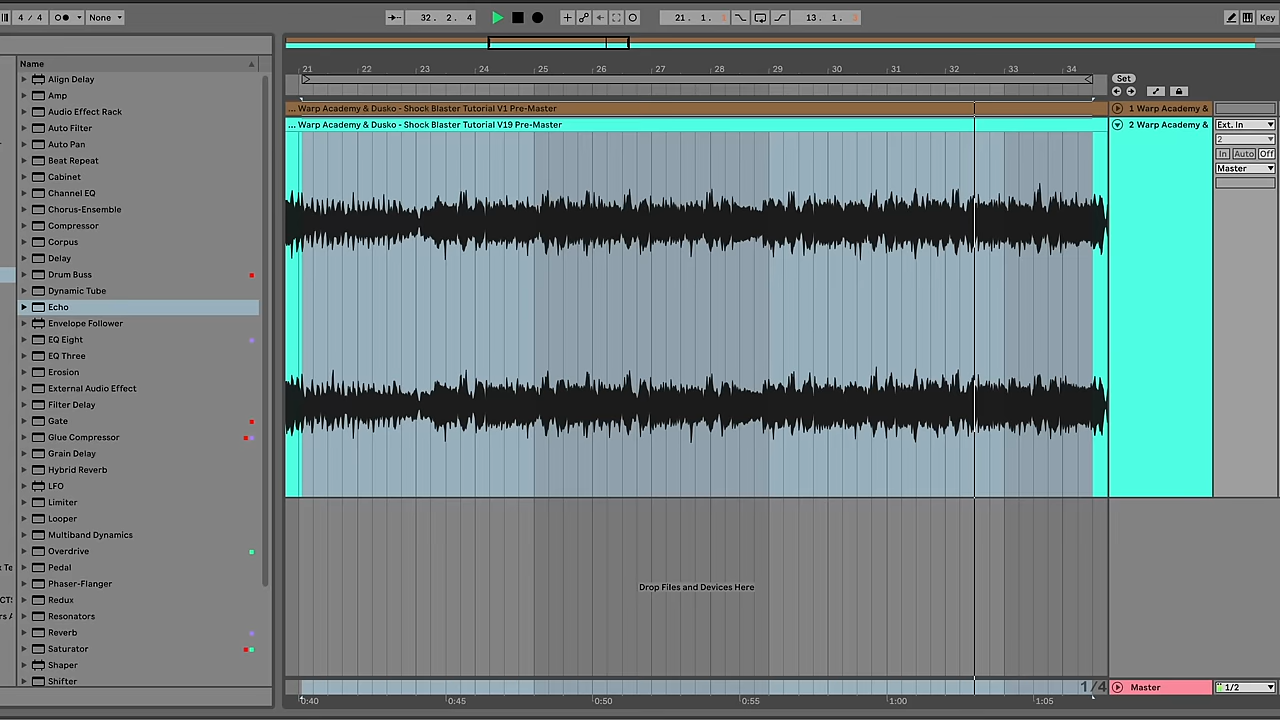 4 / 4
None
32. 2. 4
21. 1. 1
13. 1. 3
Key
Name
Align Delay
Amp
Audio Effect Rack
Auto Filter
Auto Pan
Beat Repeat
Cabinet
Channel EQ
Chorus-Ensemble
Compressor
Corpus
Delay
Drum Buss
Dynamic Tube
Echo
Envelope Follower
EQ Eight
EQ Three
Erosion
External Audio Effect
Filter Delay
Gate
Glue Compressor
Grain Delay
Hybrid Reverb
LFO
Limiter
Looper
Multiband Dynamics
Overdrive
Pedal
Phaser-Flanger
Redux
Resonators
Reverb
Saturator
Shaper
Shifter
21 22 23 24 25 26 27 28 29 30 31 32 33 34
Set
... Warp Academy & Dusko - Shock Blaster Tutorial V1 Pre-Master
1 Warp Academy &
... Warp Academy & Dusko - Shock Blaster Tutorial V19 Pre-Master
2 Warp Academy &
Ext. In
2
In Auto Off
Master
Drop Files and Devices Here
1/4
Master
1/2
0:40 0:45 0:50 0:55 1:00 1:05